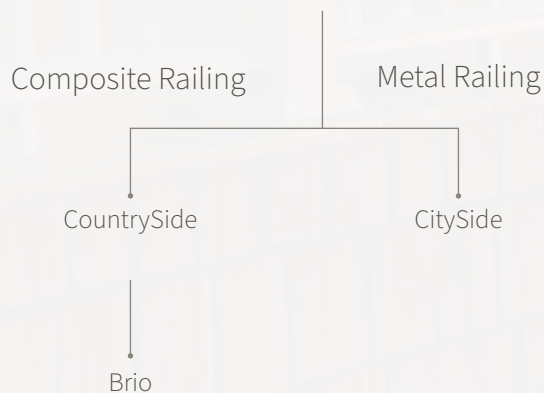 Composite Railing
Metal Railing
CountrySide
CitySide
Brio